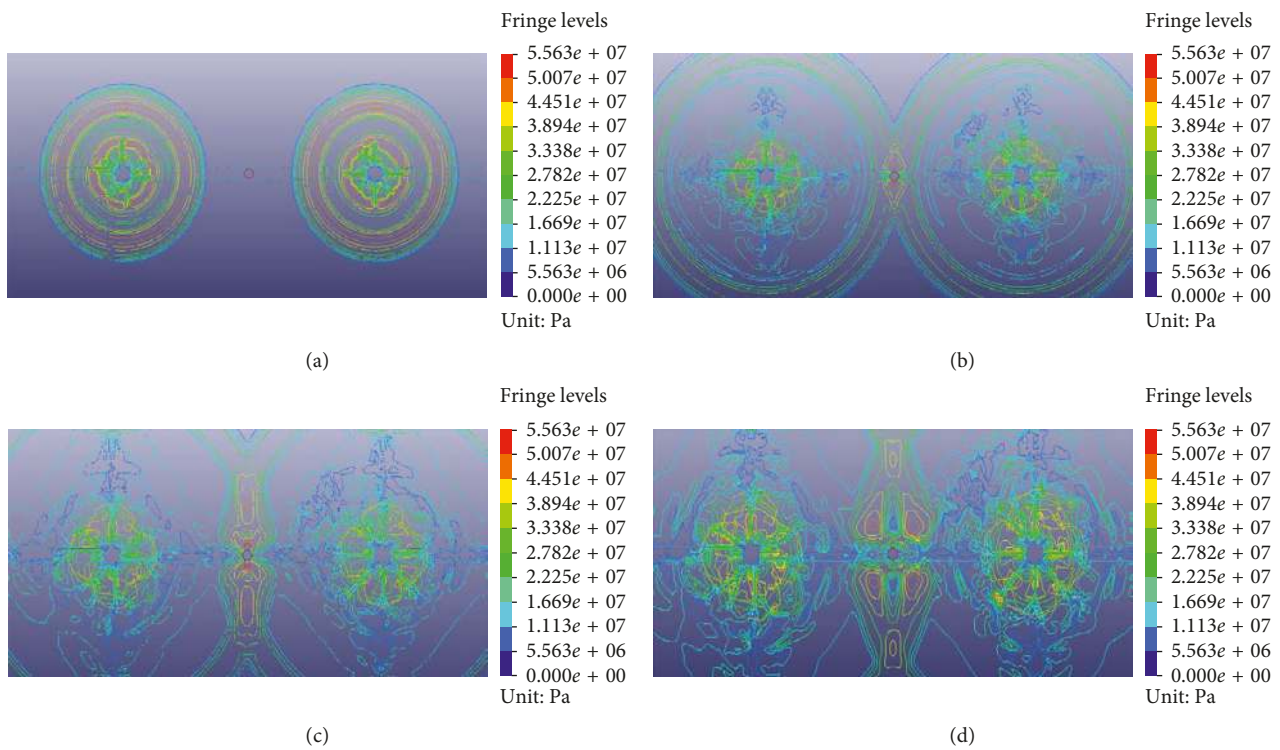 Fringe levels
5.563e + 07
5.007e + 07
4.451e + 07
3.894e + 07
3.338e + 07
2.782e + 07
2.225e + 07
1.669e + 07
1.113e + 07
5.563e + 06
0.000e + 00
Unit: Pa
(a)
Fringe levels
5.563e + 07
5.007e + 07
4.451e + 07
3.894e + 07
3.338e + 07
2.782e + 07
2.225e + 07
1.669e + 07
1.113e + 07
5.563e + 06
0.000e + 00
Unit: Pa
(b)
Fringe levels
5.563e + 07
5.007e + 07
4.451e + 07
3.894e + 07
3.338e + 07
2.782e + 07
2.225e + 07
1.669e + 07
1.113e + 07
5.563e + 06
0.000e + 00
Unit: Pa
(c)
Fringe levels
5.563e + 07
5.007e + 07
4.451e + 07
3.894e + 07
3.338e + 07
2.782e + 07
2.225e + 07
1.669e + 07
1.113e + 07
5.563e + 06
0.000e + 00
Unit: Pa
(d)